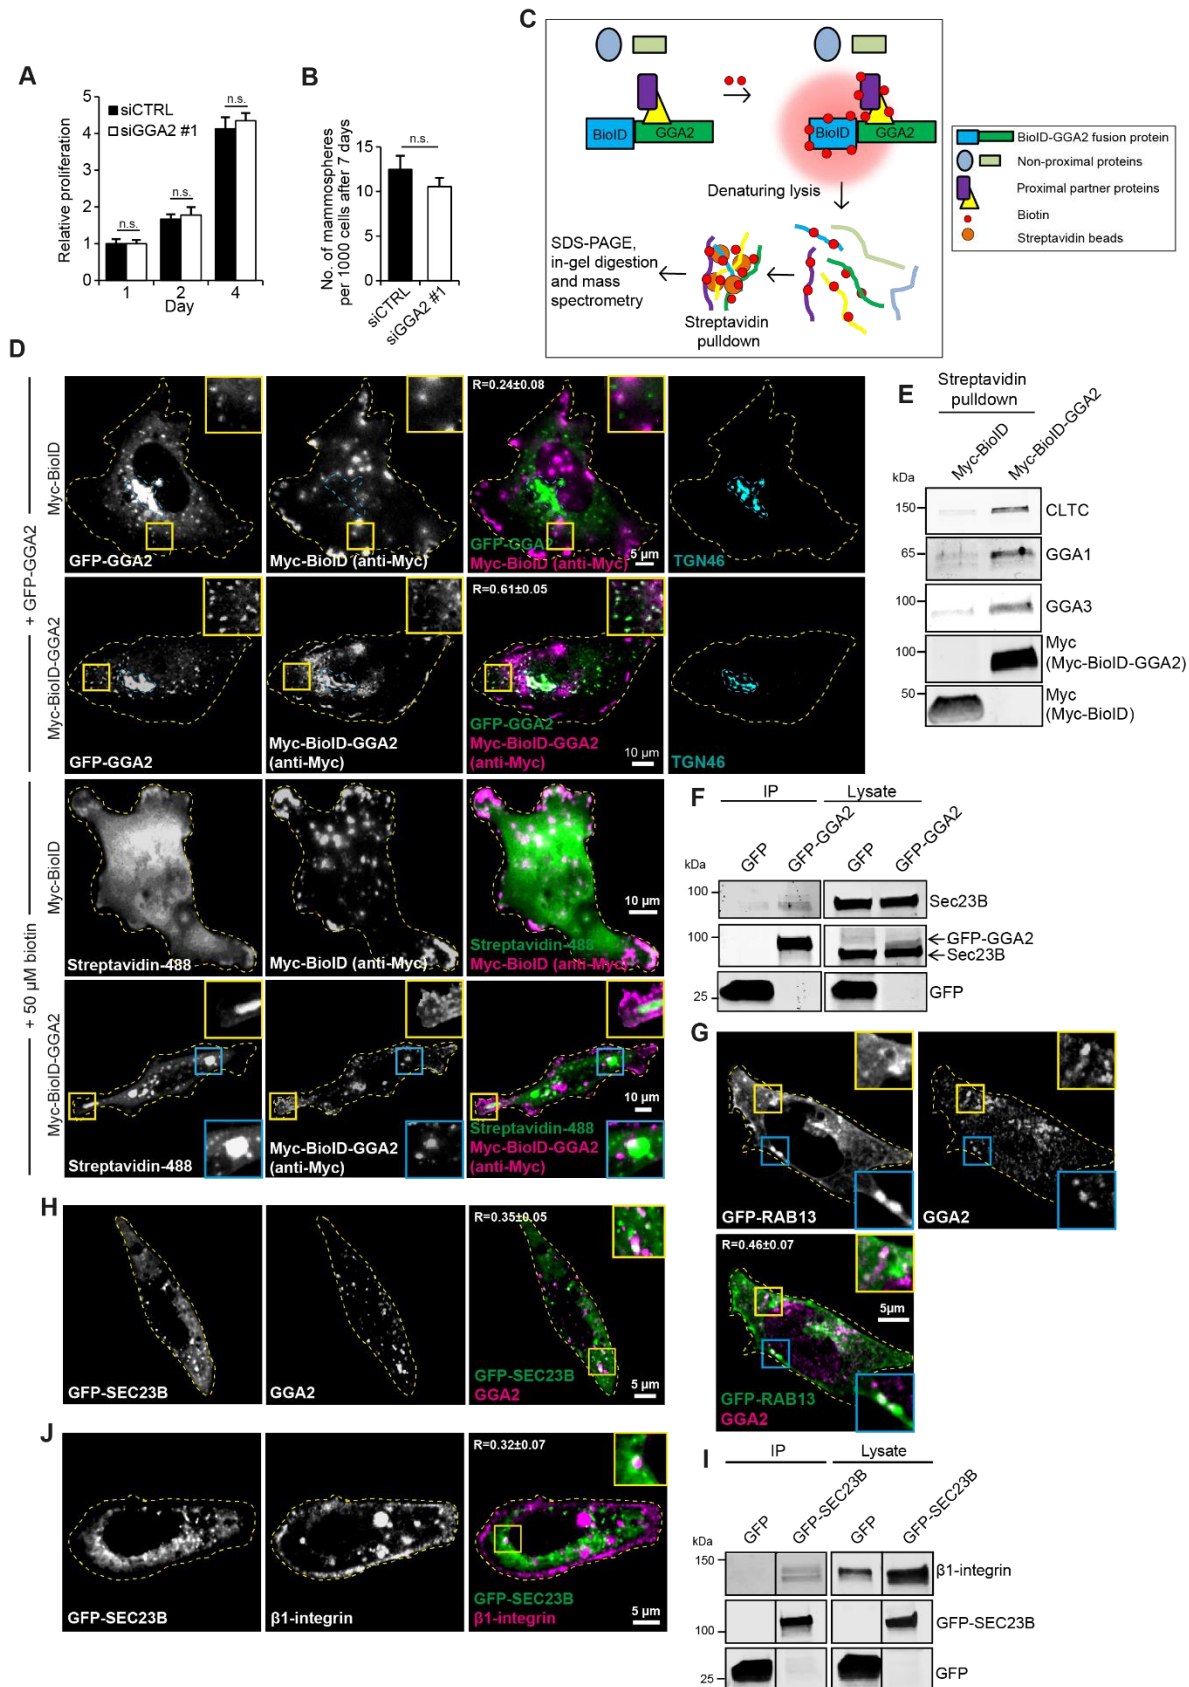 A
Relative proliferation
5
4
3
2
1
0
siCTRL
siGGA2 #1
n.s.
n.s.
n.s.
1
2
4
Day
B
No. of mammospheres
per 1000 cells after 7 days
15
10
5
0
n.s.
siCTRL
siGGA2 #1
C
BioID
GGA2
BioID
GGA2
Denaturing lysis
SDS-PAGE,
in-gel digestion
and mass
spectrometry
Streptavidin
pulldown
BioID-GGA2 fusion protein
Non-proximal proteins
Proximal partner proteins
Biotin
Streptavidin beads
D
+ GFP-GGA2
Myc-BioID
GFP-GGA2
Myc-BioID (anti-Myc)
R=0.24±0.08
GFP-GGA2
Myc-BioID (anti-Myc)
5 µm
TGN46
Myc-BioID-GGA2
GFP-GGA2
Myc-BioID-GGA2
(anti-Myc)
R=0.61±0.05
GFP-GGA2
Myc-BioID-GGA2
(anti-Myc)
10 µm
TGN46
+ 50 µM biotin
Myc-BioID
Streptavidin-488
Myc-BioID (anti-Myc)
10 µm
Streptavidin-488
Myc-BioID (anti-Myc)
Myc-BioID-GGA2
Streptavidin-488
Myc-BioID-GGA2
(anti-Myc)
10 µm
Streptavidin-488
Myc-BioID-GGA2
(anti-Myc)
E
Streptavidin
pulldown
Myc-BioID
Myc-BioID-GGA2
kDa
150
CLTC
65
GGA1
100
GGA3
100
Myc
(Myc-BioID-GGA2)
50
Myc
(Myc-BioID)
F
IP
Lysate
GFP
GFP-GGA2
GFP
GFP-GGA2
kDa
100
Sec23B
100
GFP-GGA2
Sec23B
25
GFP
G
GFP-RAB13
GGA2
R=0.46±0.07
5µm
GFP-RAB13
GGA2
H
GFP-SEC23B
GGA2
R=0.35±0.05
GFP-SEC23B
GGA2
5 µm
J
GFP-SEC23B
β1-integrin
R=0.32±0.07
GFP-SEC23B
β1-integrin
5 µm
I
IP
Lysate
GFP
GFP-SEC23B
GFP
GFP-SEC23B
kDa
150
β1-integrin
100
GFP-SEC23B
25
GFP